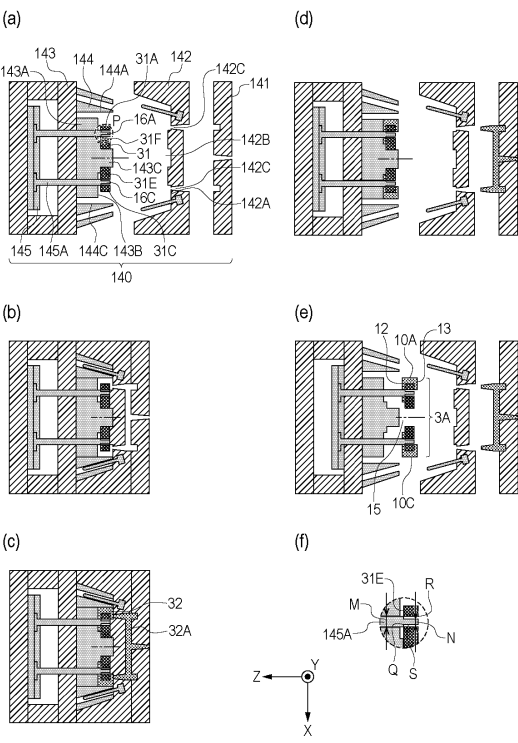 (a)
143
144
31A
142
142C
143A
144A
141
P
16A
31F
31
143C
142B
31E
142C
16C
142A
145
145A
143B
31C
144C
140
(b)
(c)
32
32A
(d)
(e)
10A
13
12
3A
15
10C
(f)
31E
R
M
145A
N
Q
S
Z
Y
X